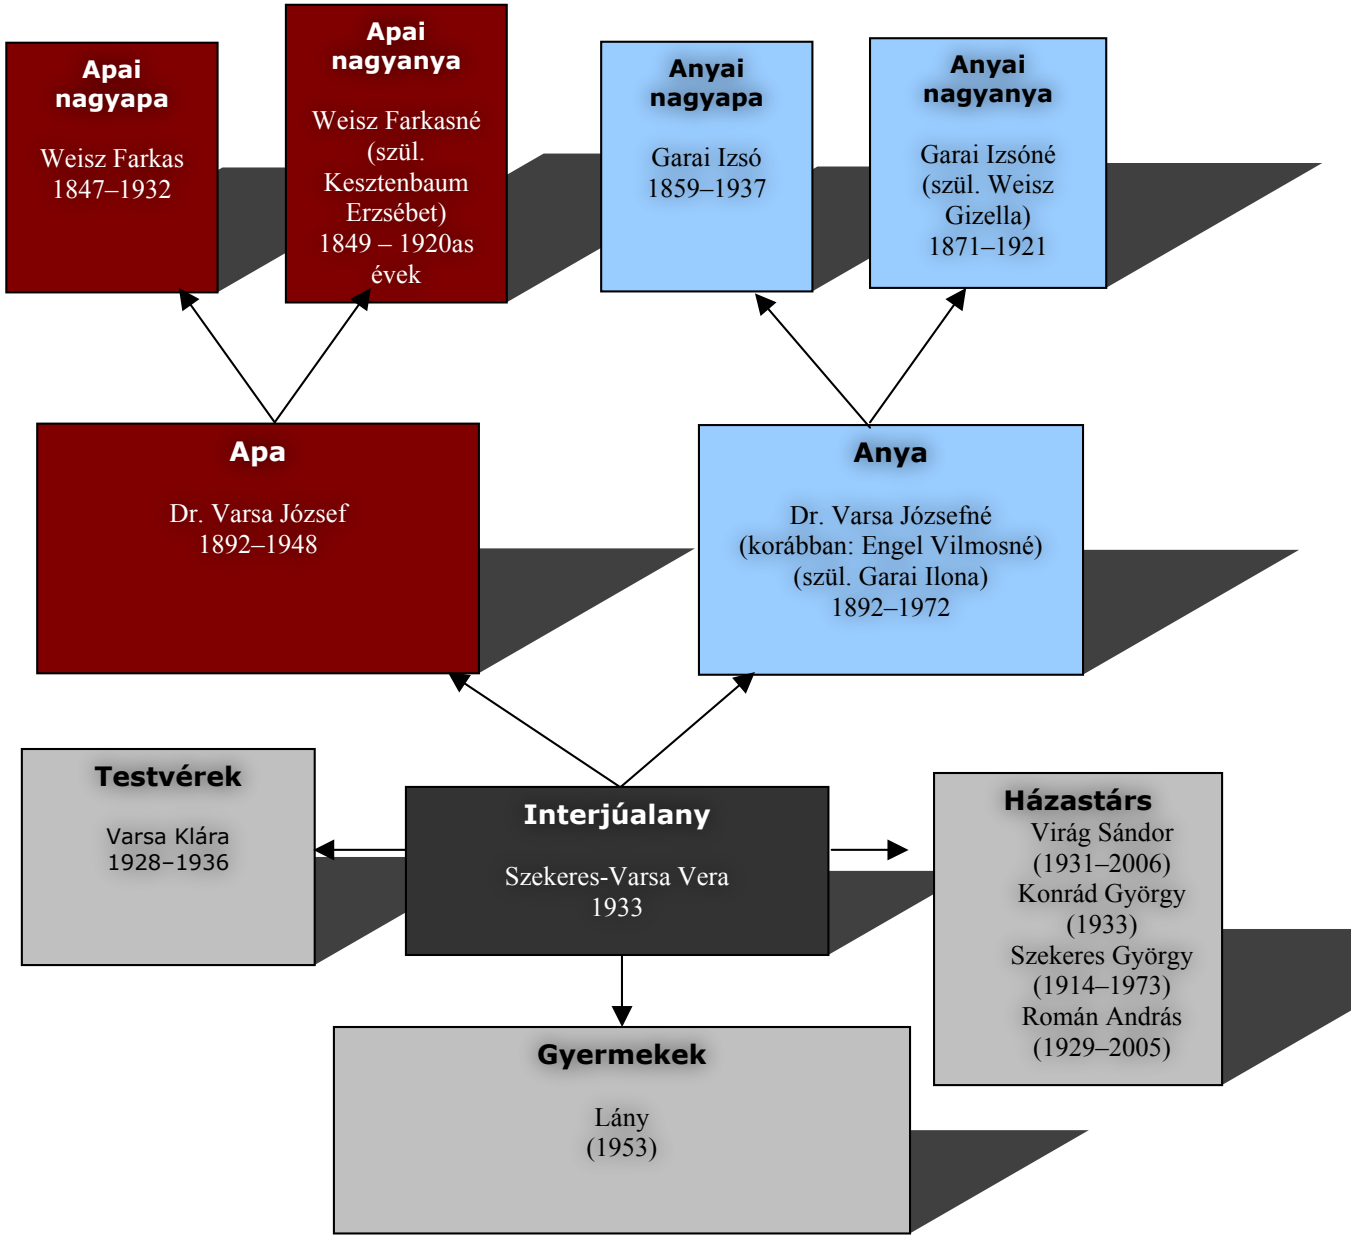 Apai
nagyapa
Weisz Farkas
1847–1932
Apai
nagyanya
Weisz Farkasné
(szül.
Kesztenbaum
Erzsébet)
1849 – 1920as
évek
Anyai
nagyapa
Garai Izsó
1859–1937
Anyai
nagyanya
Garai Izsóné
(szül. Weisz
Gizella)
1871–1921
Apa
Dr. Varsa József
1892–1948
Anya
Dr. Varsa Józsefné
(korábban: Engel Vilmosné)
(szül. Garai Ilona)
1892–1972
Testvérek
Varsa Klára
1928–1936
Interjúalany
Szekeres-Varsa Vera
1933
Házastárs
Virág Sándor
(1931–2006)
Konrád György
(1933)
Szekeres György
(1914–1973)
Román András
(1929–2005)
Gyermekek
Lány
(1953)